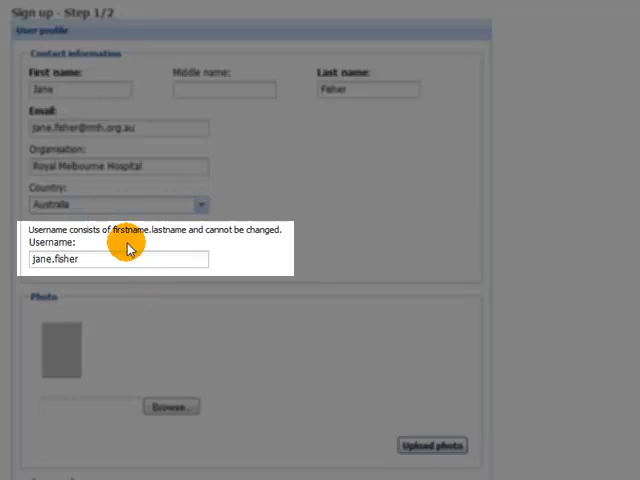 Sign up - Step 1/2
User profile
Contact information
First name: Middle name: Last name:
Jane Fisher
Email:
jane.fisher@rmh.org.au
Organisation:
Royal Melbourne Hospital
Country:
Australia
Username consists of firstname.lastname and cannot be changed.
Username:
jane.fisher
Photo
Browse...
Upload photo